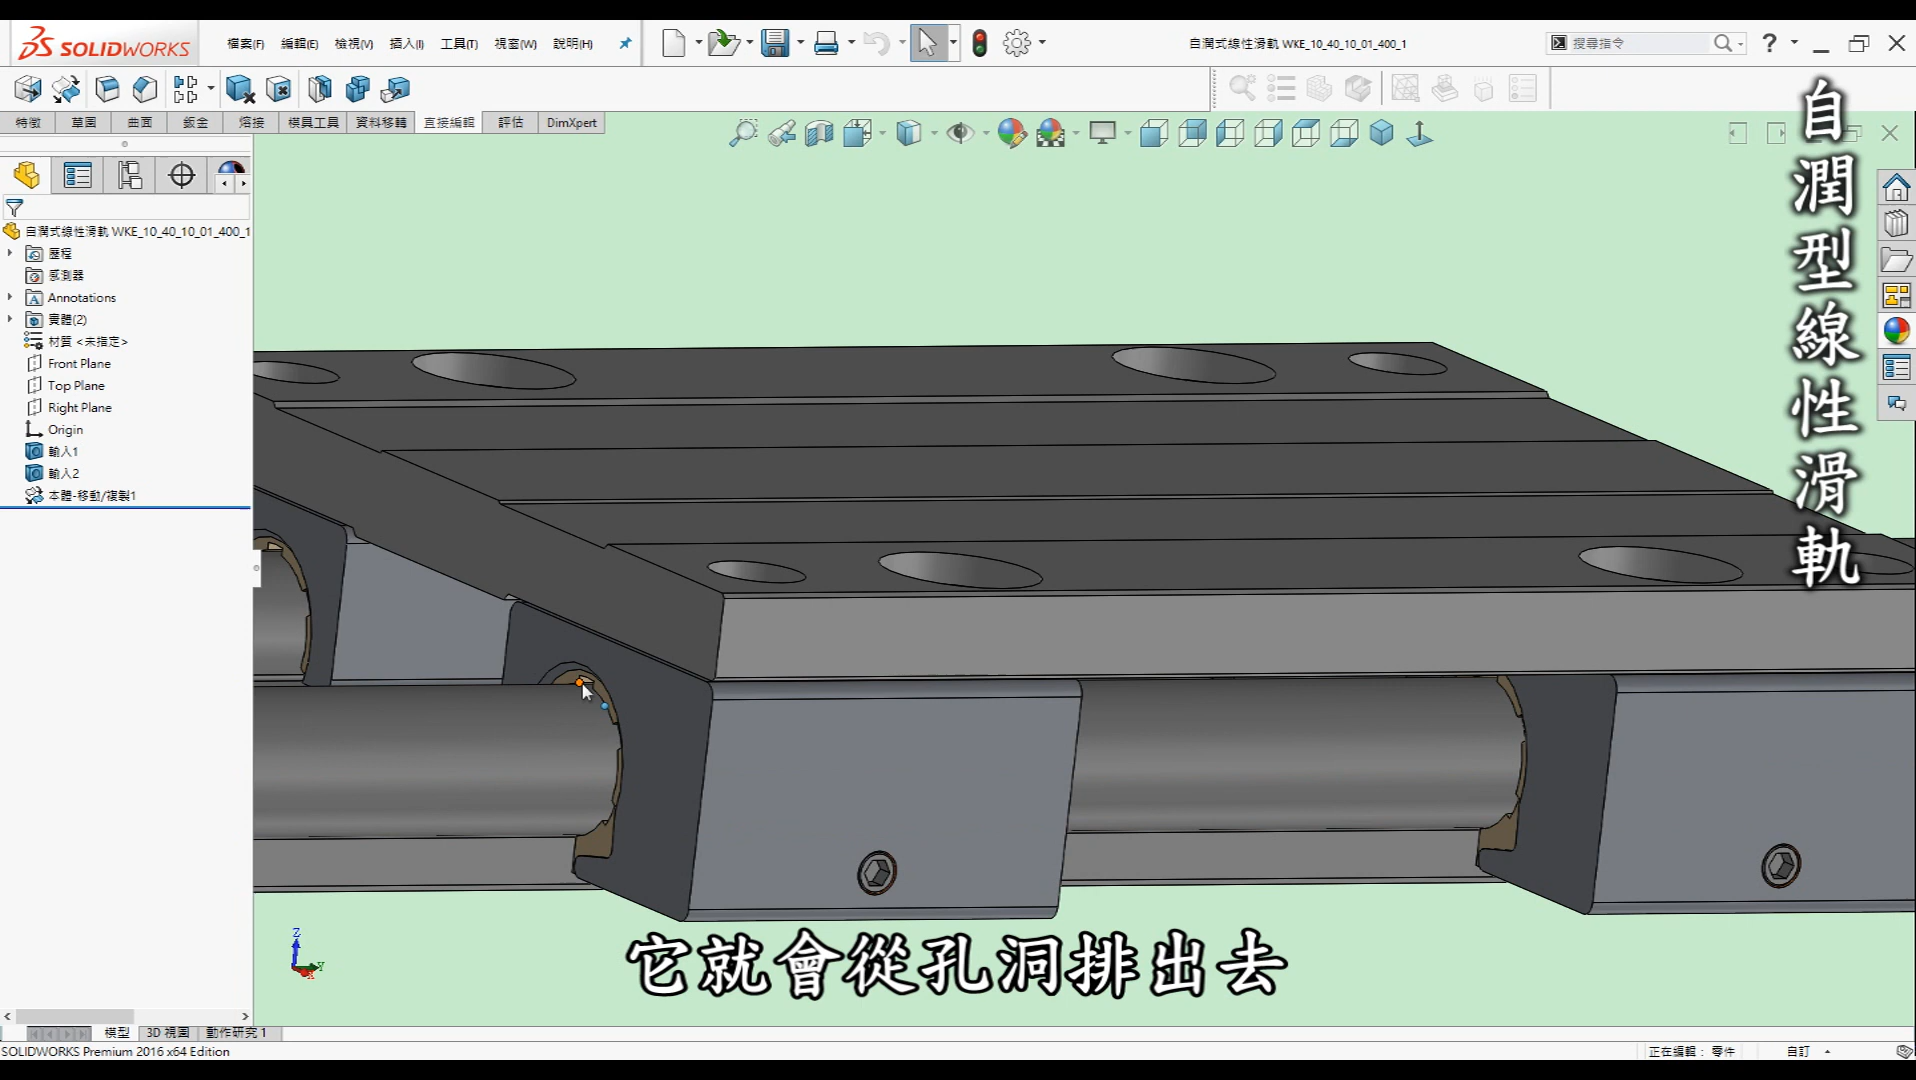 SOLIDWORKS
檔案(F)
編輯(E)
檢視(V)
插入(I)
工具(T)
視窗(W)
說明(H)
自潤式線性滑軌 WKE_10_40_10_01_400_1
搜尋指令
?
特徵
草圖
曲面
鈑金
熔接
模具工具
資料移轉
直接編輯
評估
DimXpert
自潤式線性滑軌 WKE_10_40_10_01_400_1
歷程
感測器
Annotations
實體(2)
材質 <未指定>
Front Plane
Top Plane
Right Plane
Origin
輸入1
輸入2
本體-移動/複製1
自潤型線性滑軌
它就會從孔洞排出去
Z
Y
X
模型
3D 視圖
動作研究 1
SOLIDWORKS Premium 2016 x64 Edition
正在編輯： 零件
自訂